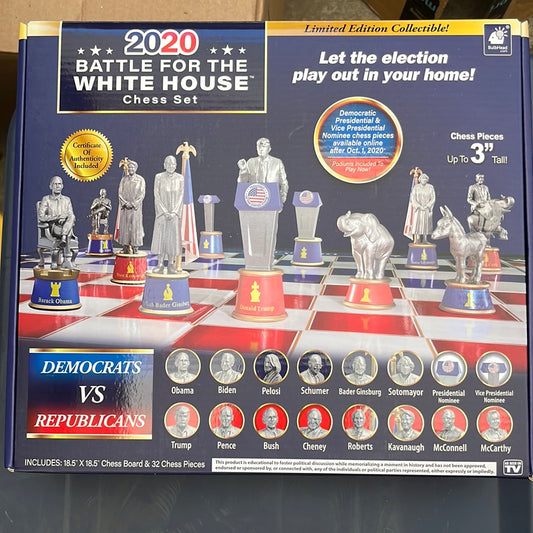 Limited Edition Collectible!
BulbHead
2020
BATTLE FOR THE
WHITE HOUSE™
Chess Set
Let the election
play out in your home!
Democratic
Presidential &
Vice Presidential
Nominee chess pieces
available online
after Oct. 1, 2020*
Podiums Included To
Play Now!
Chess Pieces
Up To 3" Tall!
Certificate
Of
Authenticity
Included
Barack Obama
Ruth Bader Ginsburg
Donald Trump
DEMOCRATS
VS
REPUBLICANS
Obama
Biden
Pelosi
Schumer
Bader Ginsburg
Sotomayor
Presidential
Nominee
Vice Presidential
Nominee
Trump
Pence
Bush
Cheney
Roberts
Kavanaugh
McConnell
McCarthy
INCLUDES: 18.5" X 18.5" Chess Board & 32 Chess Pieces
This product is educational to foster political discussion while memorializing a moment in history and has not been approved,
endorsed or sponsored by, or connected with, any of the individuals or political parties represented, either expressly or impliedly.
AS SEEN ON
TV